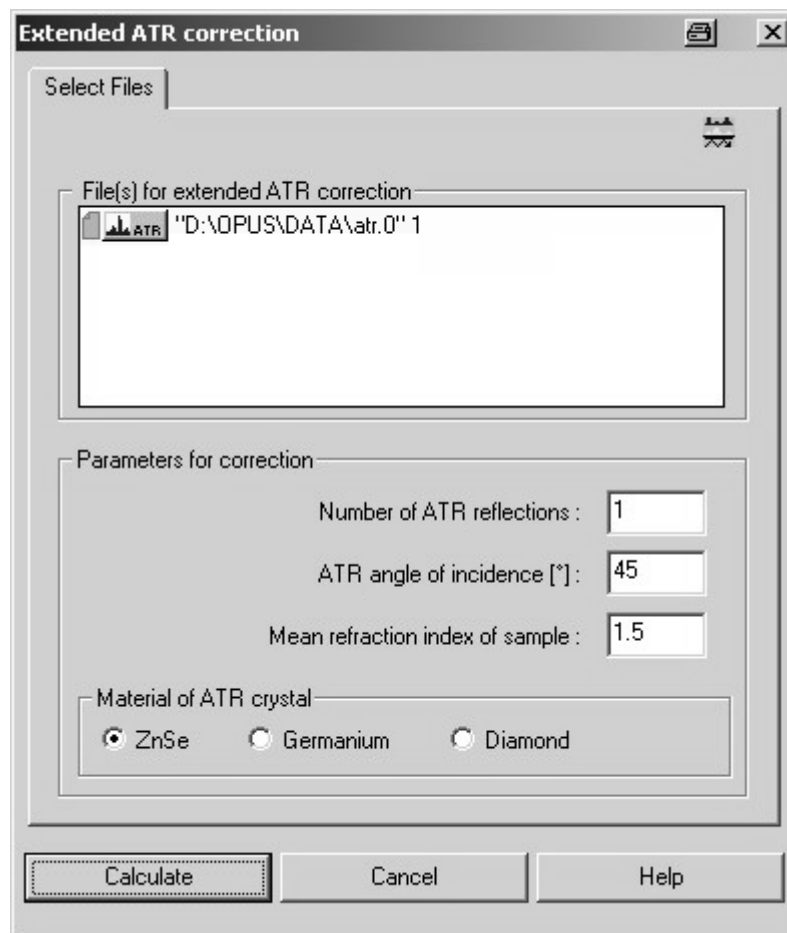 Extended ATR correction
Select Files
File(s) for extended ATR correction
ATR "D:\OPUS\DATA\atr.0" 1
Parameters for correction
Number of ATR reflections : 1
ATR angle of incidence [°] : 45
Mean refraction index of sample : 1.5
Material of ATR crystal
ZnSe Germanium Diamond
Calculate Cancel Help